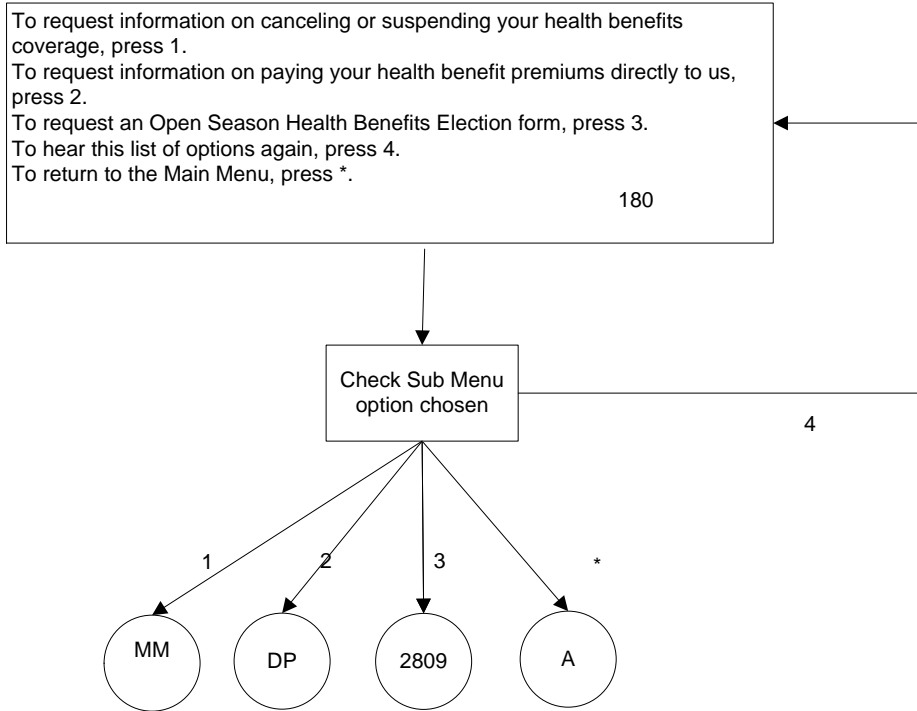 To request information on canceling or suspending your health benefits
coverage, press 1.
To request information on paying your health benefit premiums directly to us,
press 2.
To request an Open Season Health Benefits Election form, press 3.
To hear this list of options again, press 4.
To return to the Main Menu, press *.
180
Check Sub Menu
option chosen
4
1
2
3
*
MM
DP
2809
A